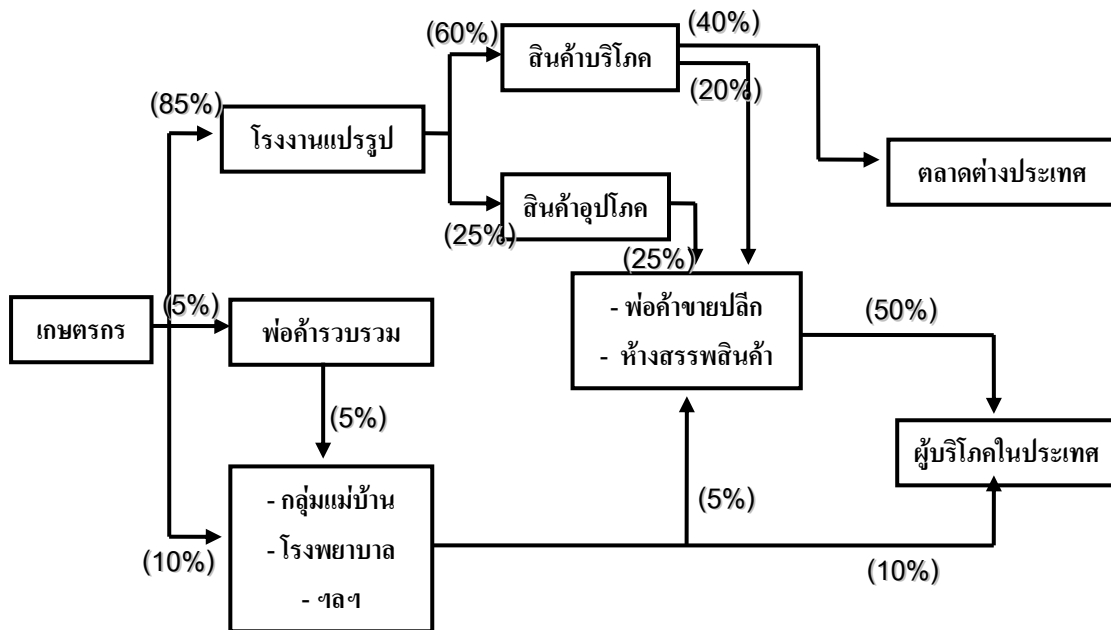 (60%)
(40%)
สินค้าบริโภค
(20%)
(85%)
โรงงานแปรรูป
ตลาดต่างประเทศ
สินค้าอุปโภค
(25%)
(25%)
(5%)
เกษตรกร
พ่อค้ารวบรวม
- พ่อค้าขายปลีก
- ห้างสรรพสินค้า
(50%)
(5%)
ผู้บริโภคในประเทศ
- กลุ่มแม่บ้าน
- โรงพยาบาล
- ฯลฯ
(5%)
(10%)
(10%)